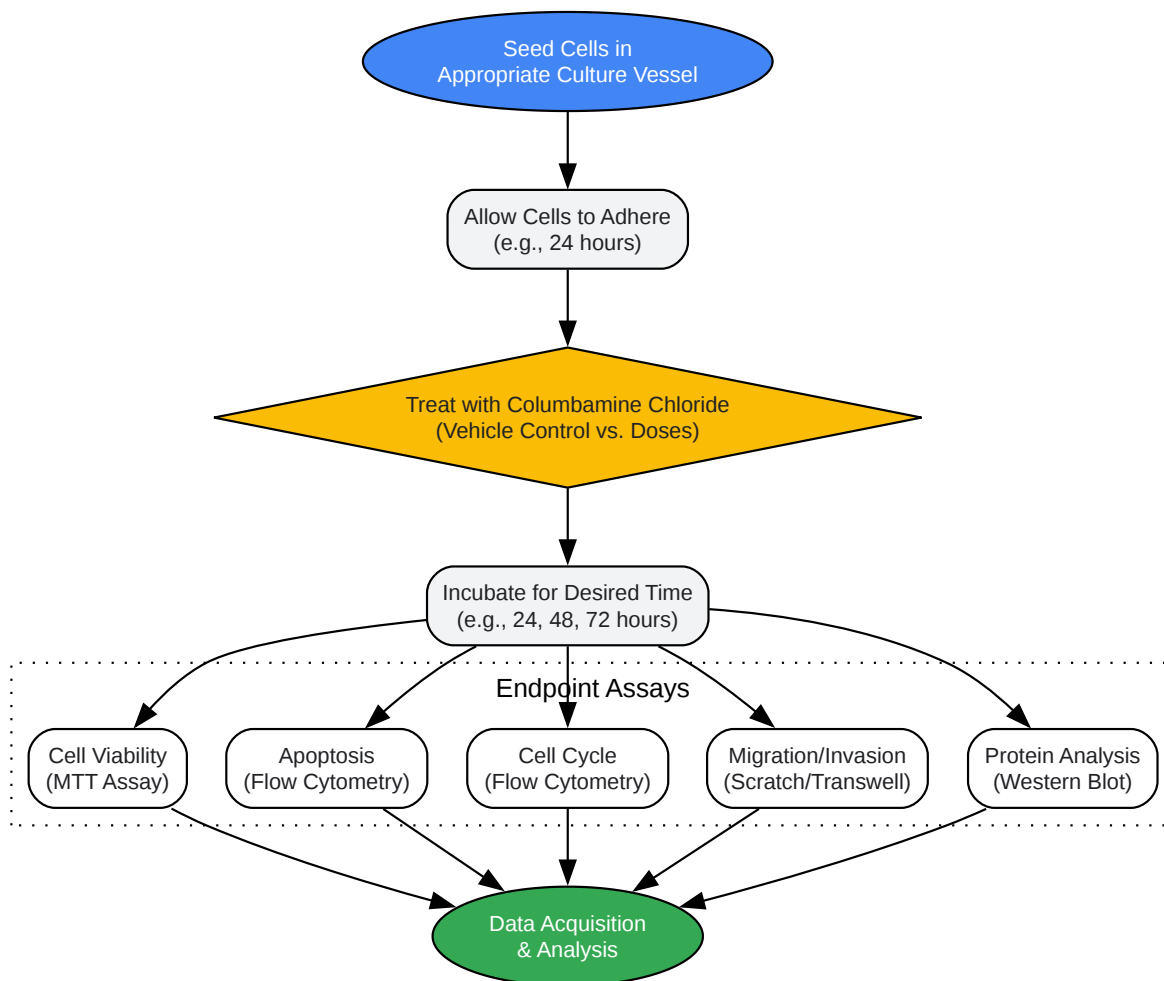 Seed Cells in
Appropriate Culture Vessel
Allow Cells to Adhere
(e.g., 24 hours)
Treat with Columbamine Chloride
(Vehicle Control vs. Doses)
Incubate for Desired Time
(e.g., 24, 48, 72 hours)
Endpoint Assays
Cell Viability
(MTT Assay)
Apoptosis
(Flow Cytometry)
Cell Cycle
(Flow Cytometry)
Migration/Invasion
(Scratch/Transwell)
Protein Analysis
(Western Blot)
Data Acquisition
& Analysis